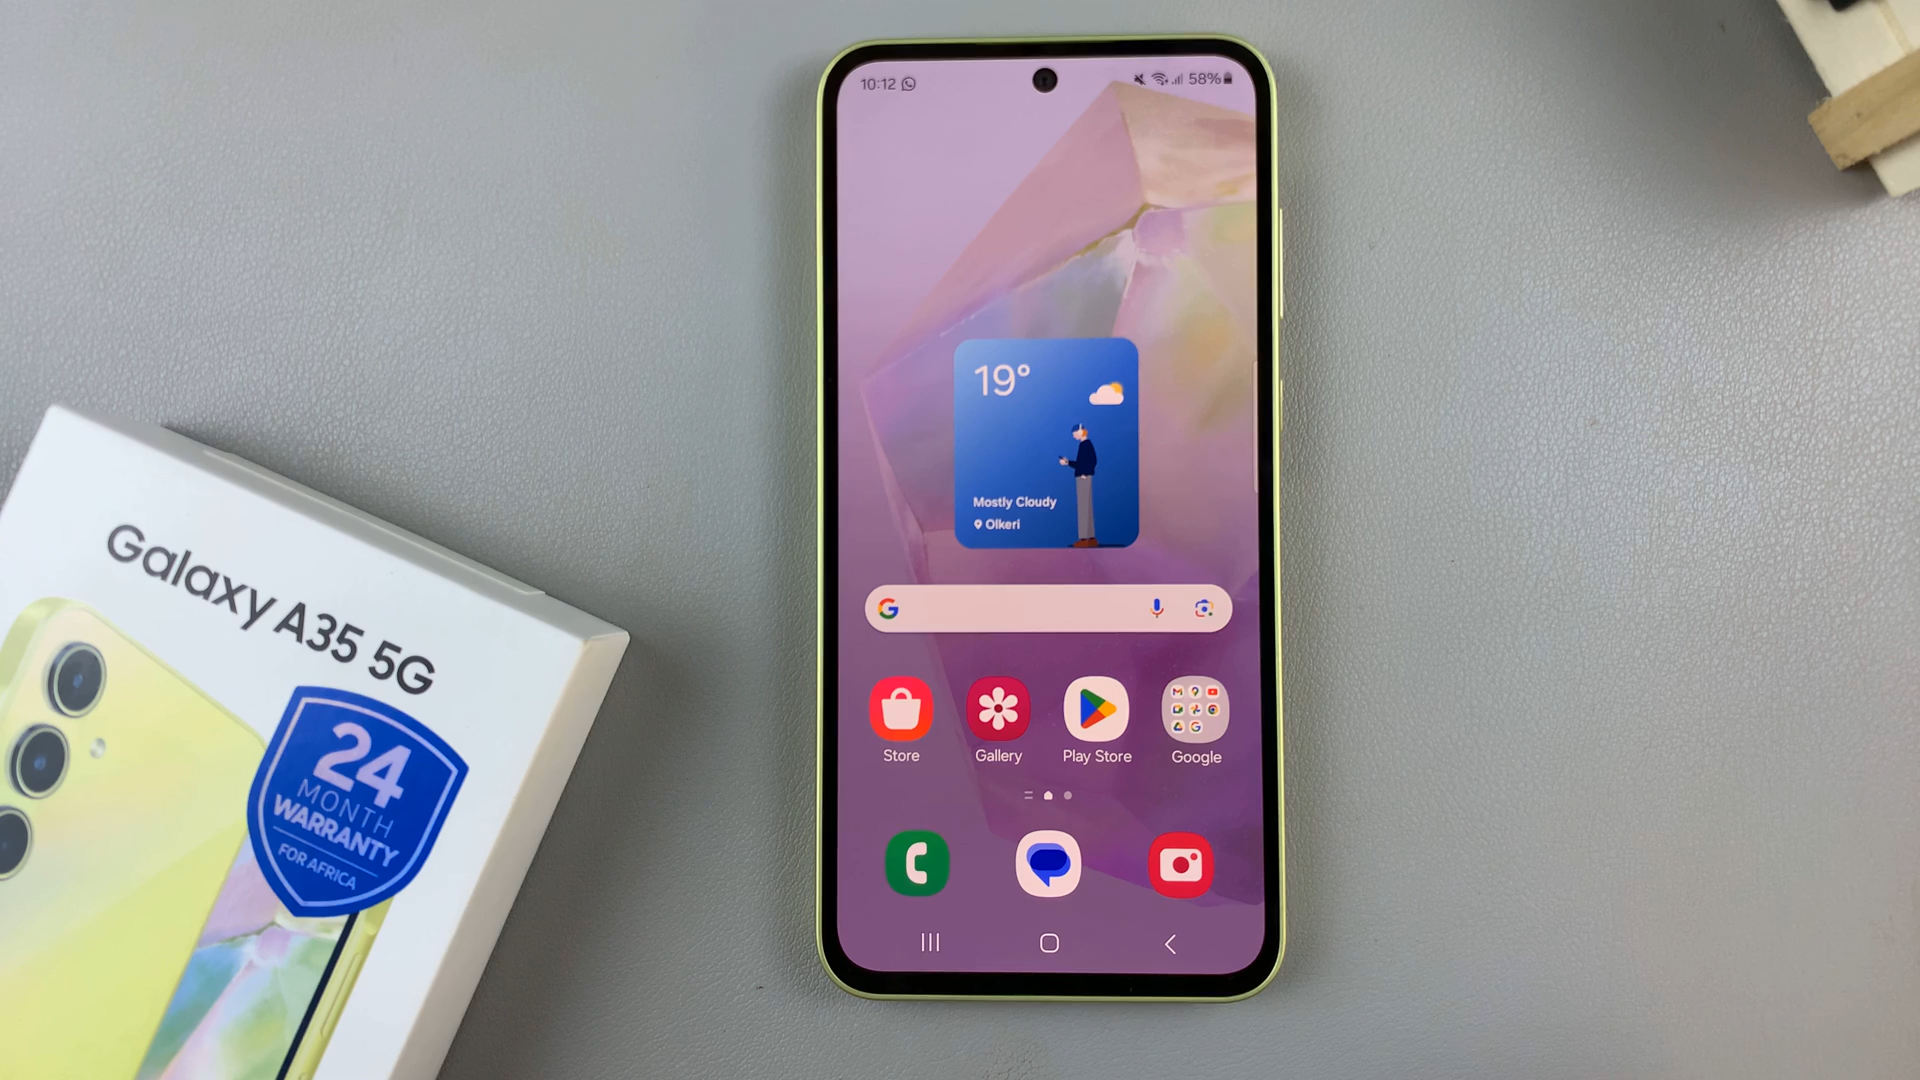 Galaxy A35 5G
24
MONTH
WARRANTY
FOR AFRICA
10:12
58%
19°
Mostly Cloudy
Olkeri
G
Store
Gallery
Play Store
Google